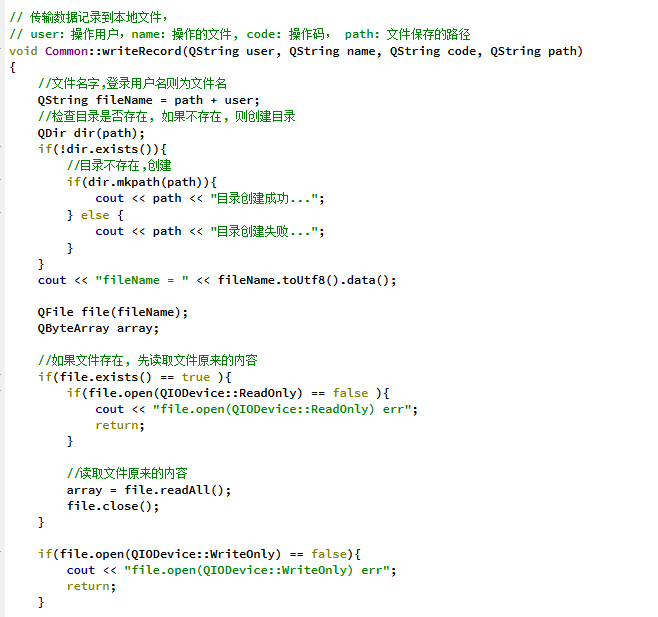 // 传输数据记录到本地文件，
// user：操作用户，name：操作的文件, code：操作码， path：文件保存的路径
void Common::writeRecord(QString user, QString name, QString code, QString path)
{
    //文件名字,登录用户名则为文件名
    QString fileName = path + user;
    //检查目录是否存在，如果不存在，则创建目录
    QDir dir(path);
    if(!dir.exists()){
        //目录不存在,创建
        if(dir.mkpath(path)){
            cout << path << "目录创建成功...";
        } else {
            cout << path << "目录创建失败...";
        }
    }
    cout << "fileName = " << fileName.toUtf8().data();

    QFile file(fileName);
    QByteArray array;

    //如果文件存在, 先读取文件原来的内容
    if(file.exists() == true ){
        if(file.open(QIODevice::ReadOnly) == false ){
            cout << "file.open(QIODevice::ReadOnly) err";
            return;
        }

        //读取文件原来的内容
        array = file.readAll();
        file.close();
    }

    if(file.open(QIODevice::WriteOnly) == false){
        cout << "file.open(QIODevice::WriteOnly) err";
        return;
    }